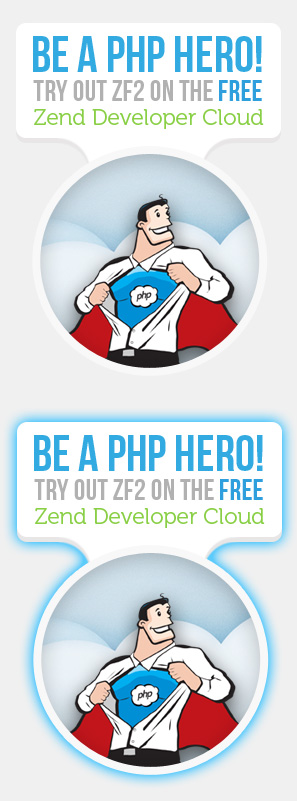 BE A PHP HERO!
TRY OUT ZF2 ON THE FREE
Zend Developer Cloud
php
BE A PHP HERO!
TRY OUT ZF2 ON THE FREE
Zend Developer Cloud
php